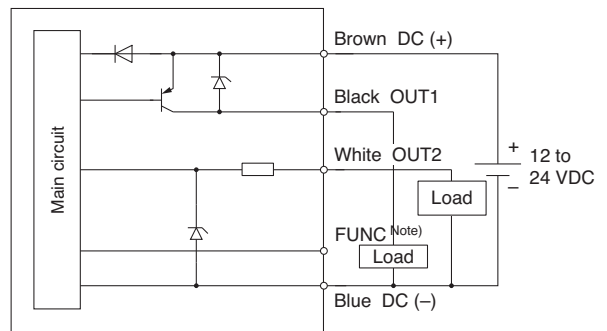 Main circuit
Brown DC (+)
Black OUT1
White OUT2
+
12 to
24 VDC
–
Load
FUNC Note)
Load
Blue DC (–)